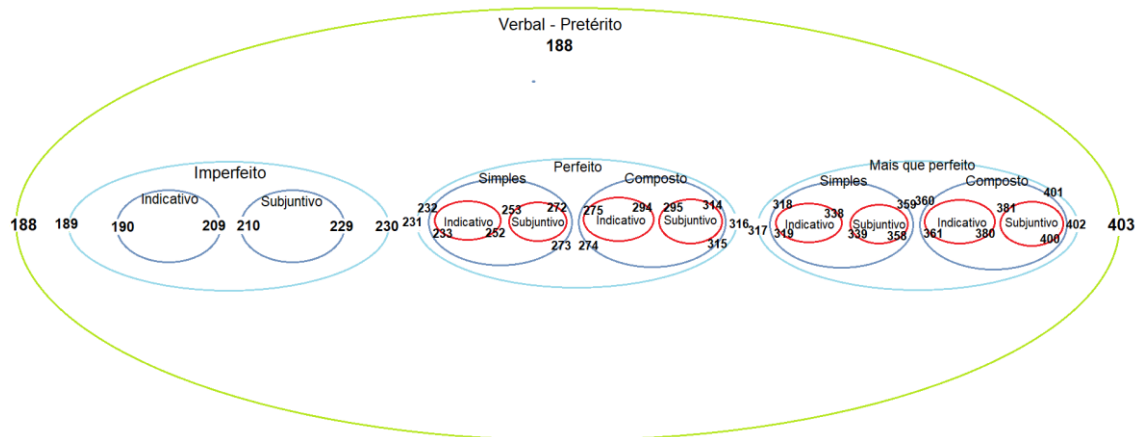 Verbal - Pretérito
188
Imperfeito
Perfeito
Mais que perfeito
Indicativo
Subjuntivo
Simples
Composto
Simples
Composto
401
188
189
190
209
210
229
230
231
232
233
Indicativo
252
253
Subjuntivo
272
273
274
275
Indicativo
294
295
Subjuntivo
314
315
316
317
318
319
Indicativo
338
339
Subjuntivo
358
359
360
361
Indicativo
380
381
Subjuntivo
400
402
403